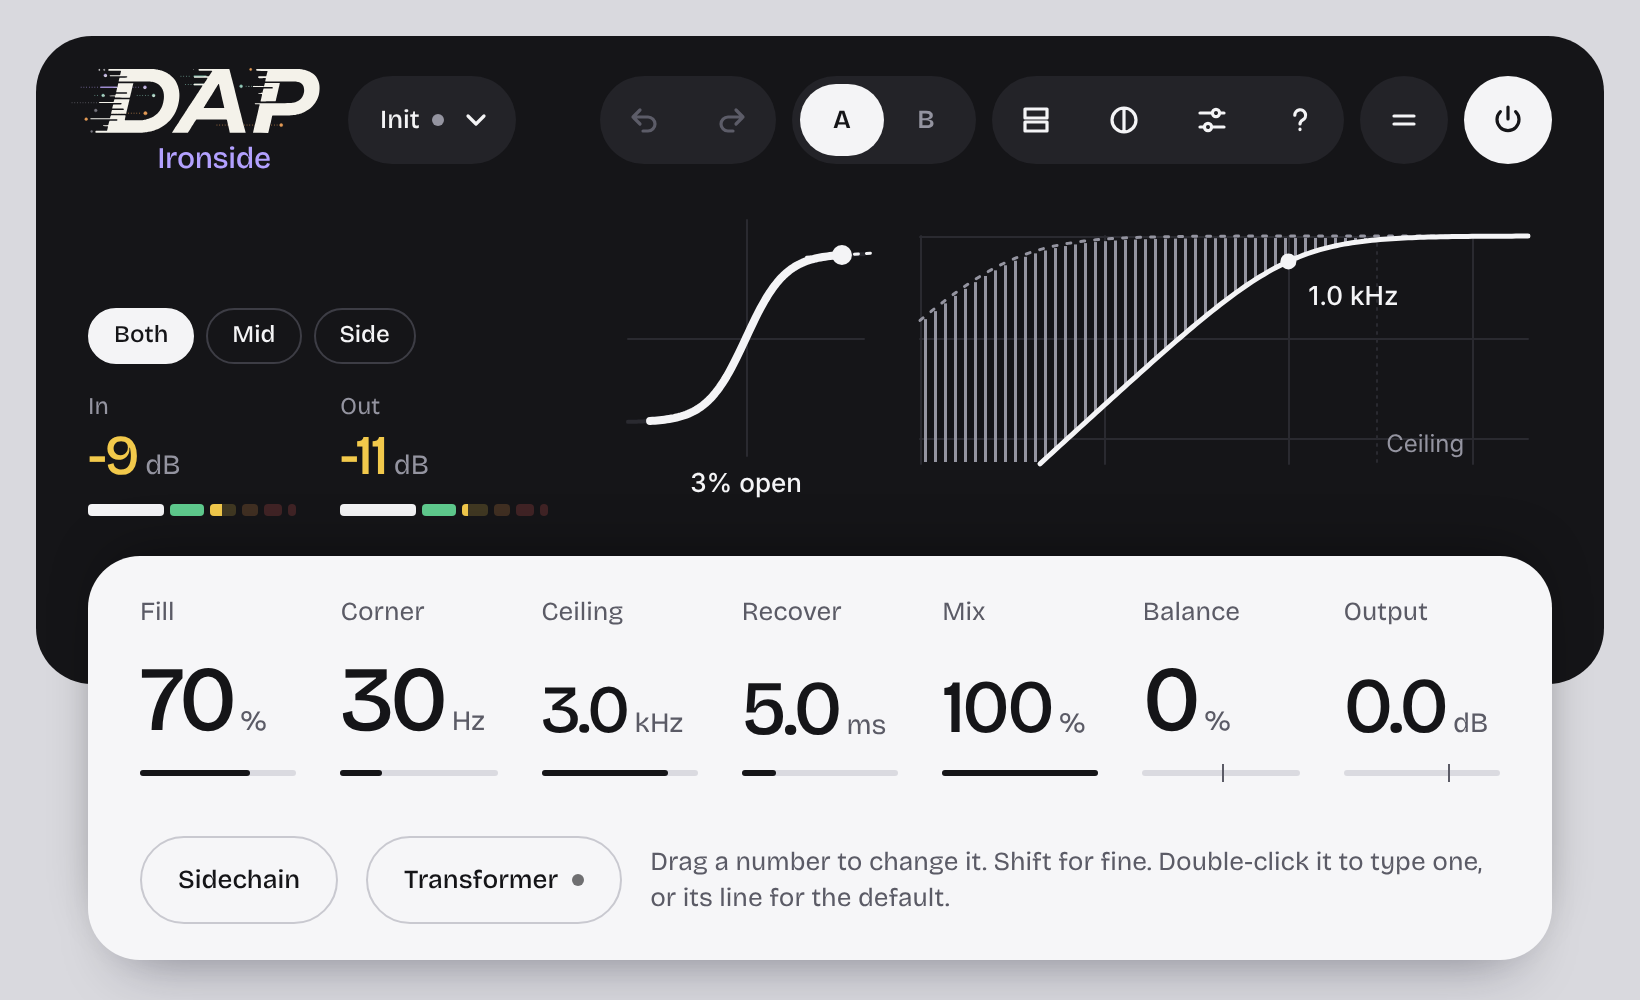 DAP
Ironside
Init
A
B
?
Both
Mid
Side
In
Out
-9 dB
-11 dB
3% open
1.0 kHz
Ceiling
Fill
Corner
Ceiling
Recover
Mix
Balance
Output
70 %
30 Hz
3.0 kHz
5.0 ms
100 %
0 %
0.0 dB
Sidechain
Transformer
Drag a number to change it. Shift for fine. Double-click it to type one,
or its line for the default.